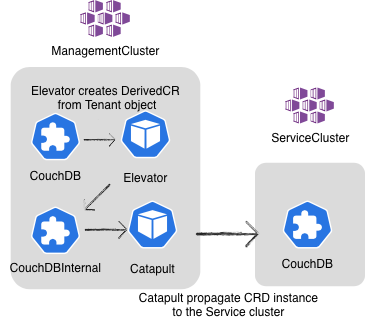 ManagementCluster
Elevator creates DerivedCR
from Tenant object
CouchDB
Elevator
CouchDBInternal
Catapult
ServiceCluster
CouchDB
Catapult propagate CRD instance
to the Service cluster